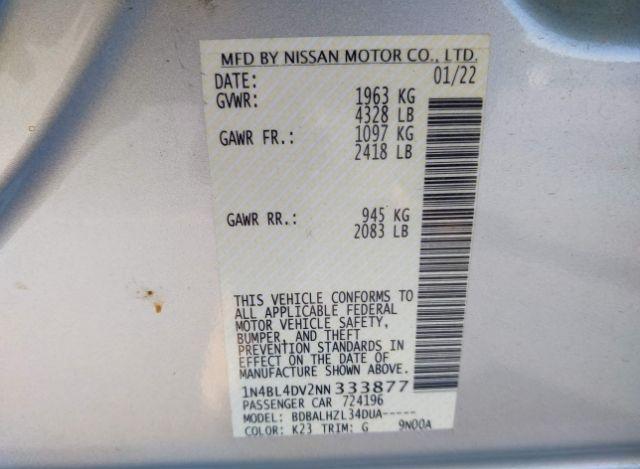 MFD BY NISSAN MOTOR CO., LTD.
DATE: 01/22
GVWR: 1963 KG
4328 LB
GAWR FR.: 1097 KG
2418 LB
GAWR RR.: 945 KG
2083 LB
THIS VEHICLE CONFORMS TO
ALL APPLICABLE FEDERAL
MOTOR VEHICLE SAFETY,
BUMPER, AND THEFT
PREVENTION STANDARDS IN
EFFECT ON THE DATE OF
MANUFACTURE SHOWN ABOVE.
1N4BL4DV2NN333877
PASSENGER CAR 724196
MODEL: BDBALHZL34DUA-----
COLOR: K23 TRIM: G 9N00A